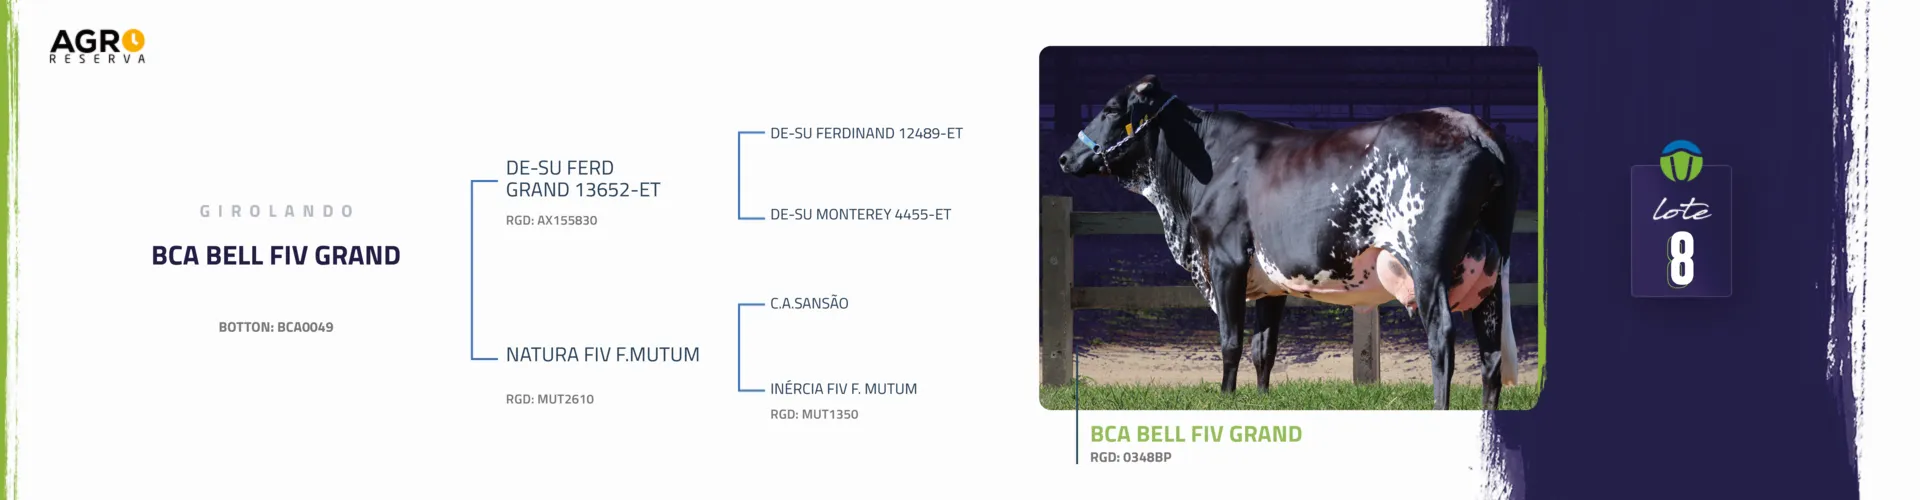 AGRO
RESERVA
GIROLANDO
BCA BELL FIV GRAND
BOTTON: BCA0049
DE-SU FERD
GRAND 13652-ET
RGD: AX155830
NATURA FIV F.MUTUM
RGD: MUT2610
DE-SU FERDINAND 12489-ET
DE-SU MONTEREY 4455-ET
C.A.SANSÃO
INÉRCIA FIV F. MUTUM
RGD: MUT1350
BCA BELL FIV GRAND
RGD: 0348BP
lote
8